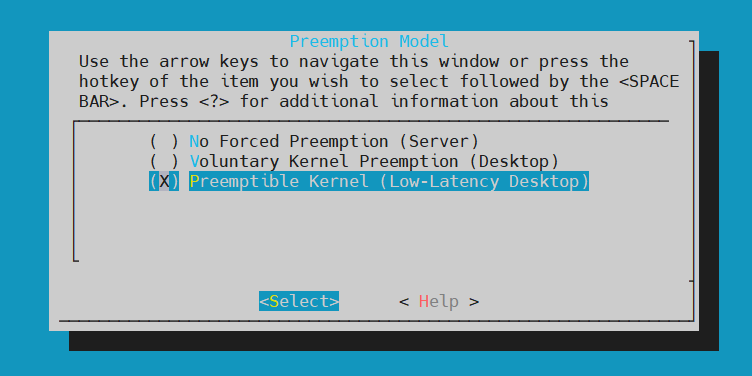 Preemption Model
Use the arrow keys to navigate this window or press the
hotkey of the item you wish to select followed by the <SPACE
BAR>. Press <?> for additional information about this
( ) No Forced Preemption (Server)
( ) Voluntary Kernel Preemption (Desktop)
(X) Preemptible Kernel (Low-Latency Desktop)
<Select> < Help >